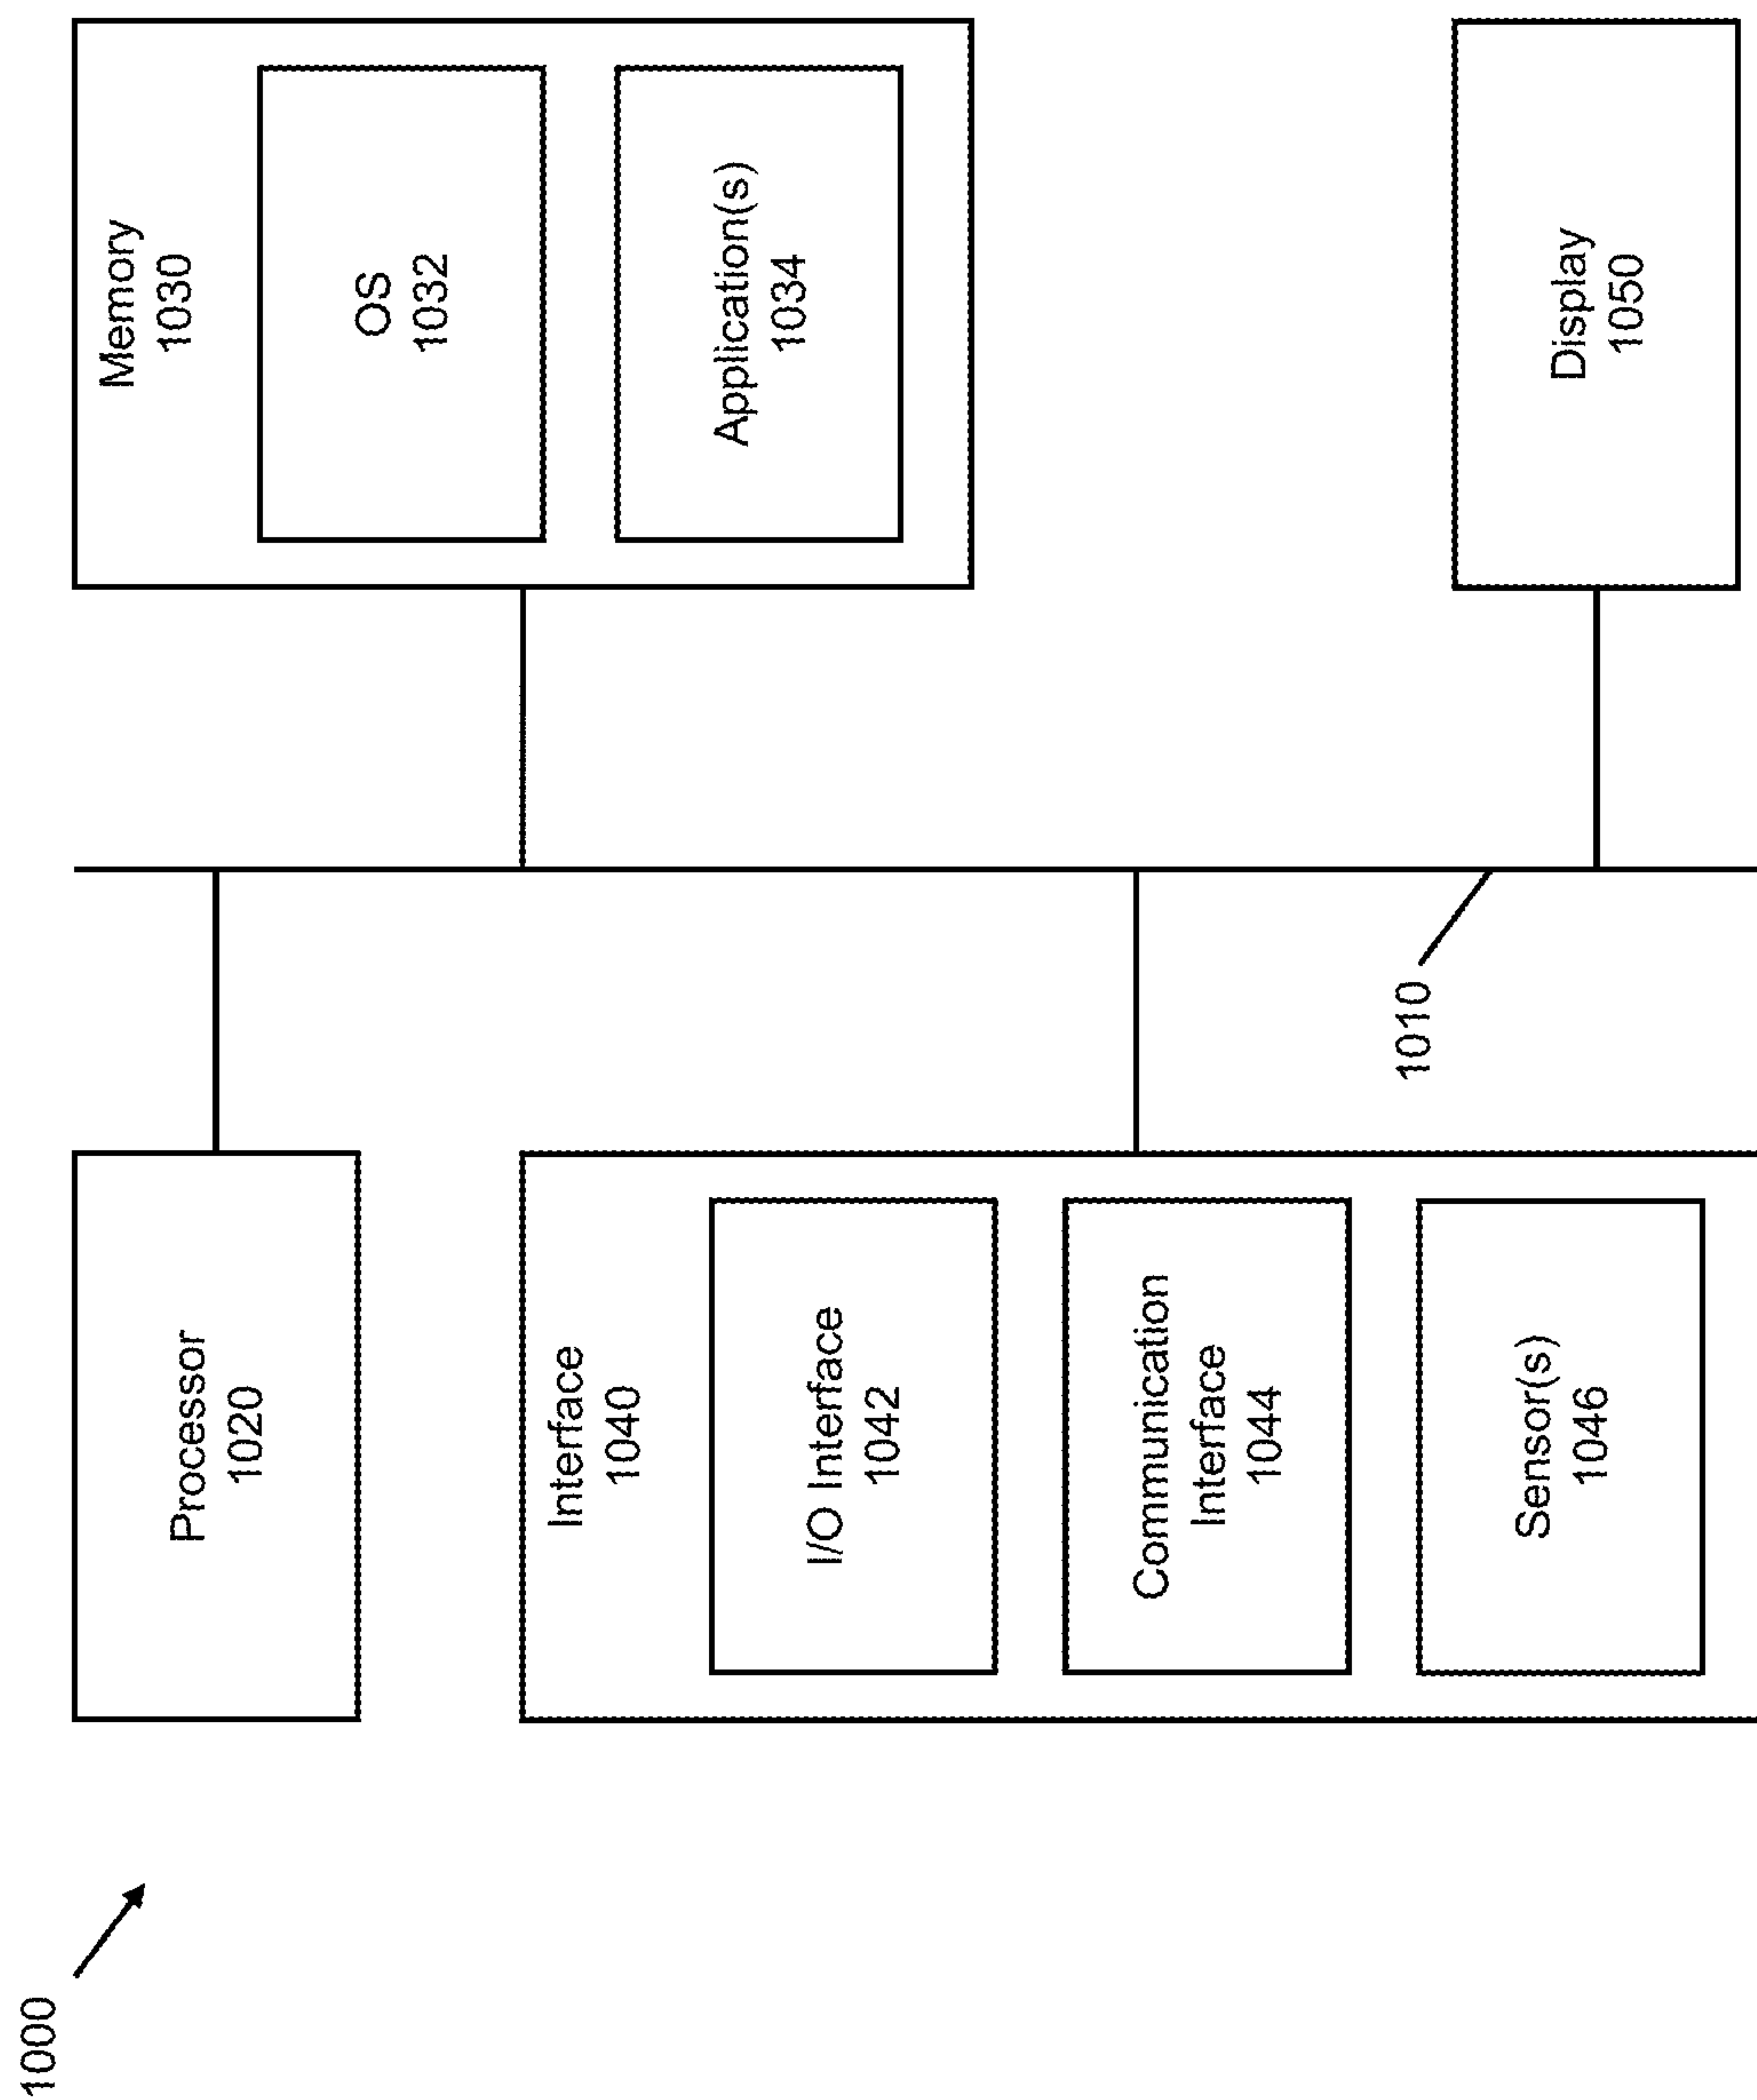 1000
Processor
1020
Memory
1030
OS
1032
Application(s)
1034
Interface
1040
I/O Interface
1042
Communication
Interface
1044
Sensor(s)
1046
1010
Display
1050